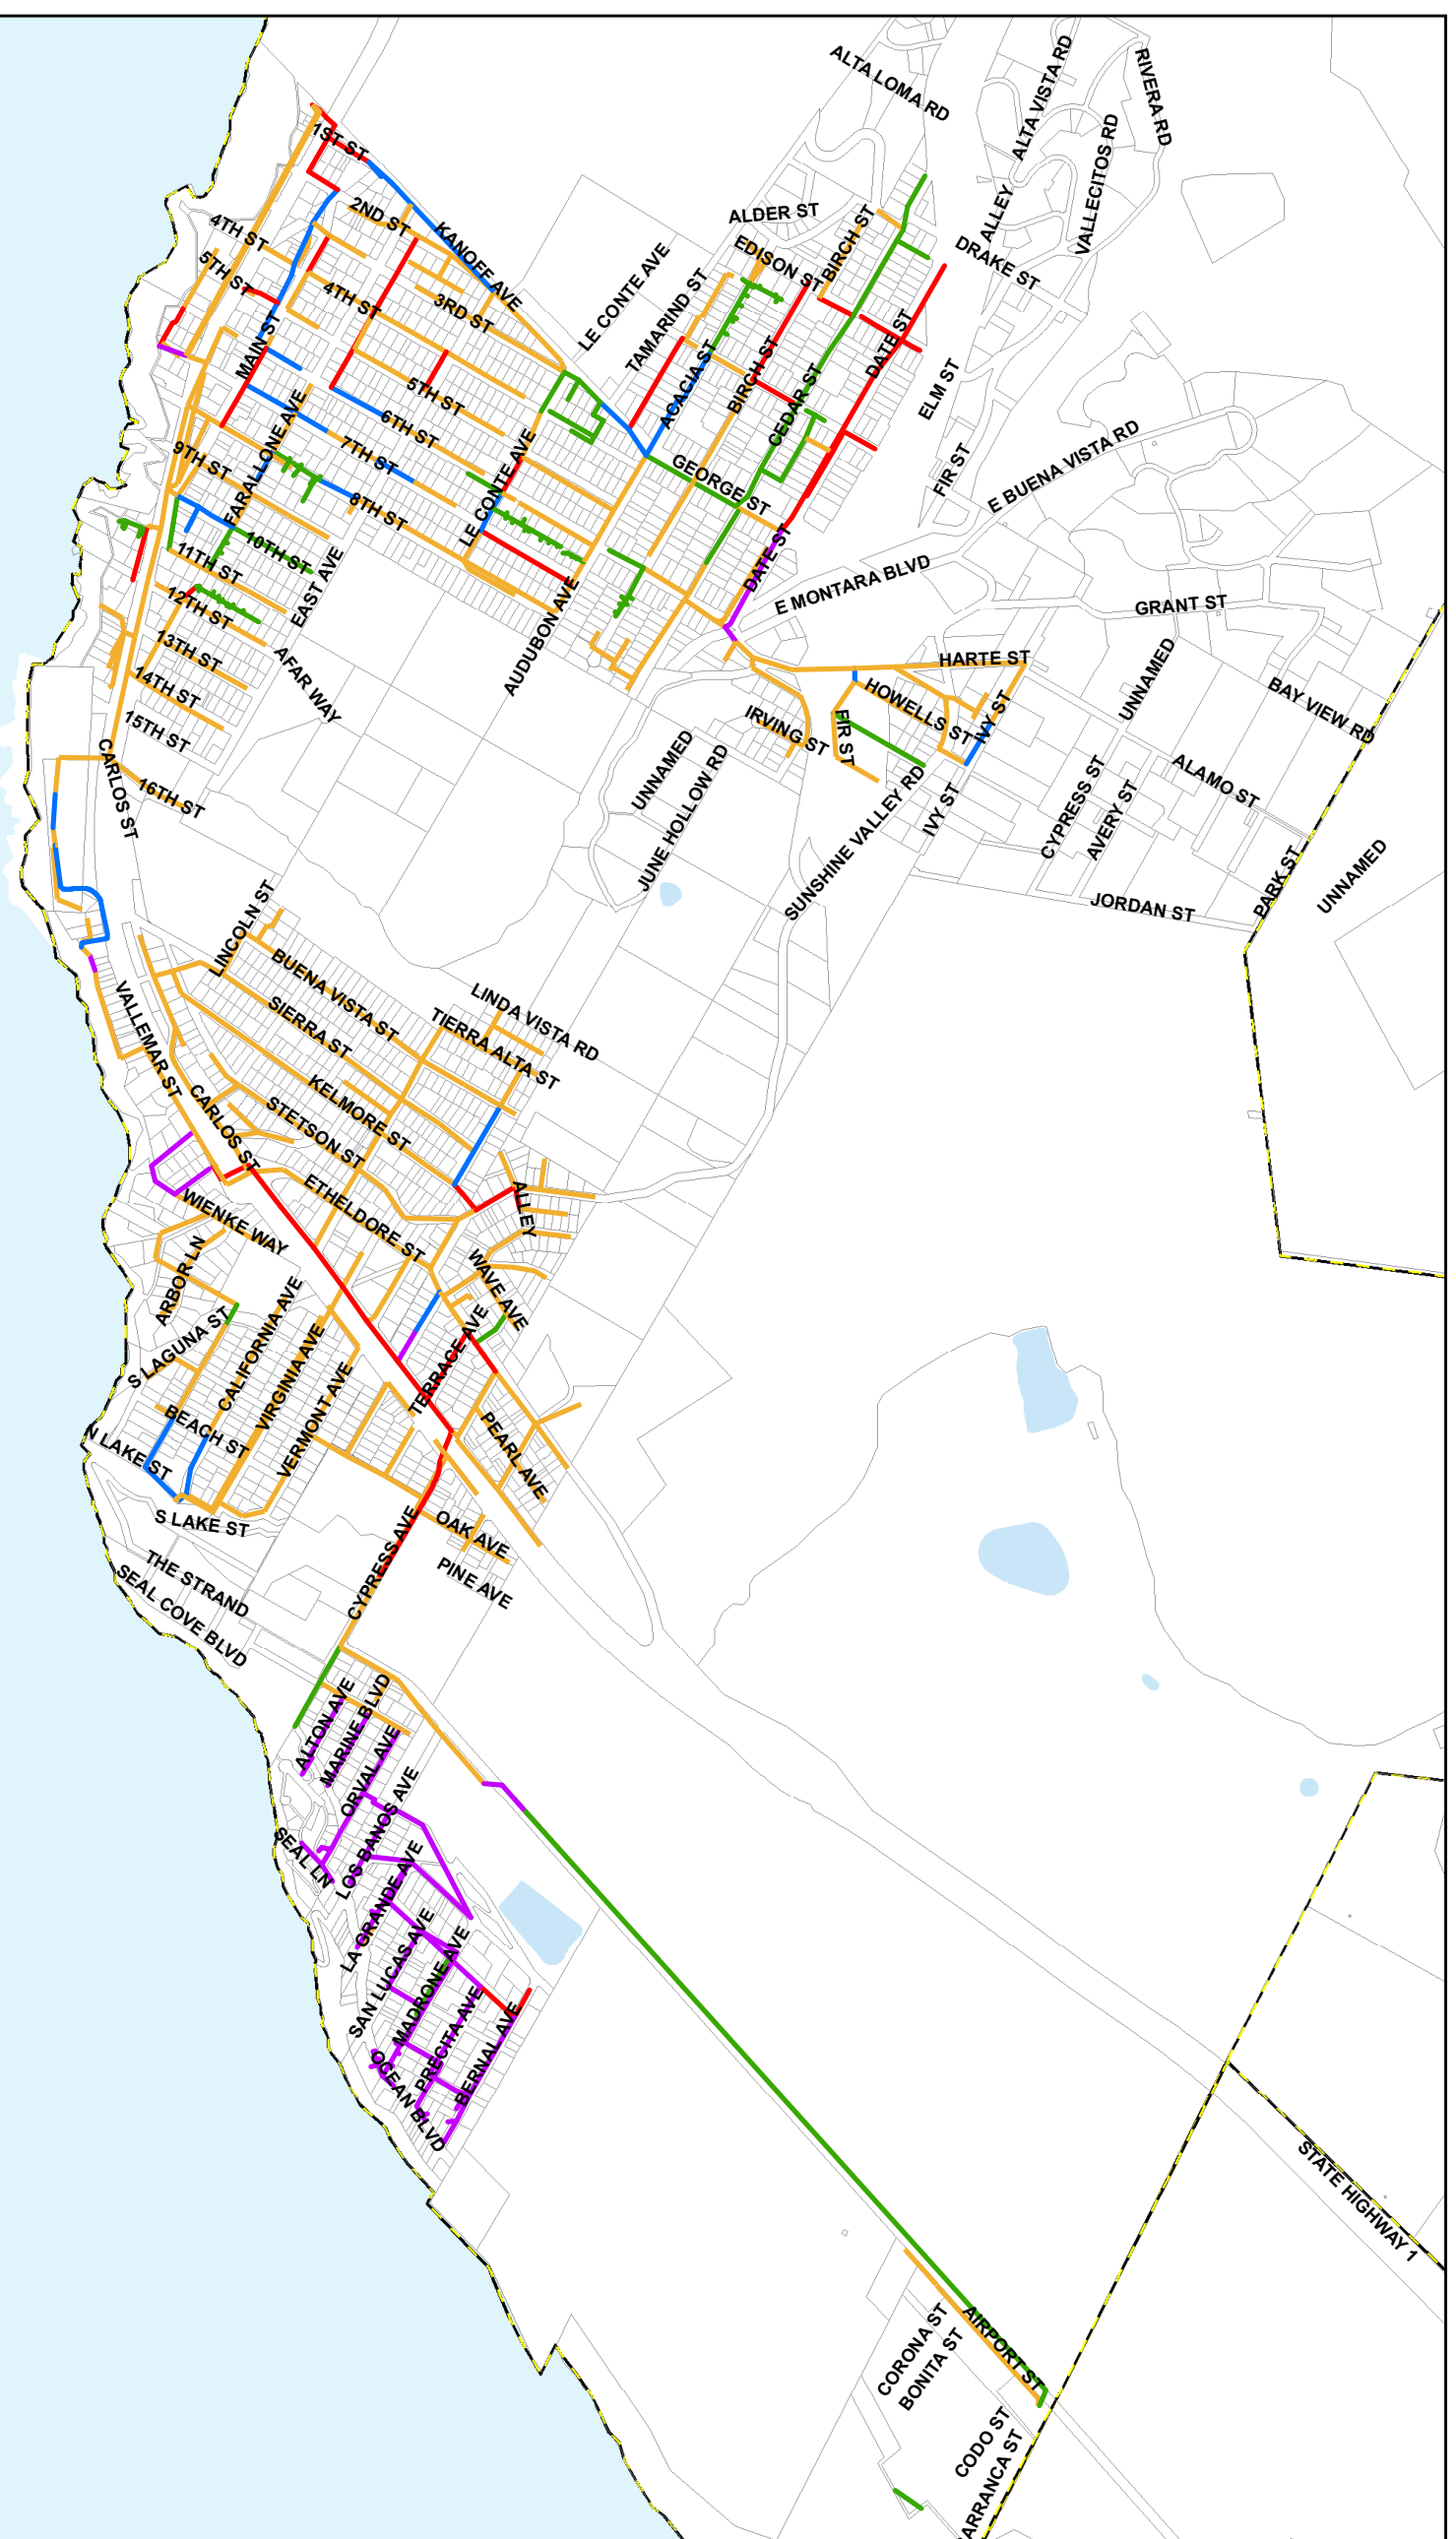 ALTA LOMA RD
ALTA VISTA RD
RIVERA RD
VALLECITOS RD
ALLEY
DRAKE ST
1ST ST
2ND ST
KANOFF AVE
4TH ST
5TH ST
4TH ST
3RD ST
MAIN ST
ALDER ST
EDISON ST
BIRCH ST
LE CONTE AVE
TAMARIND ST
ACACIA ST
BIRCH ST
CEDAR ST
DATE ST
ELM ST
FIR ST
E BUENA VISTA RD
5TH ST
6TH ST
7TH ST
8TH ST
9TH ST
FARALLONE AVE
LE CONTE AVE
GEORGE ST
DATE ST
E MONTARA BLVD
GRANT ST
10TH ST
11TH ST
12TH ST
13TH ST
14TH ST
15TH ST
16TH ST
EAST AVE
AFAR WAY
AUDUBON AVE
HARTE ST
HOWELLS ST
IVY ST
IRVING ST
FIR ST
UNNAMED
BAY VIEW RD
UNNAMED
JUNE HOLLOW RD
SUNSHINE VALLEY RD
IVY ST
CYPRESS ST
AVERY ST
ALAMO ST
PARK ST
UNNAMED
JORDAN ST
CARLOS ST
LINCOLN ST
BUENA VISTA ST
SIERRA ST
LINDA VISTA RD
TIERRA ALTA ST
KELMORE ST
STETSON ST
VALLEMAR ST
CARLOS ST
ETHELDORE ST
ALLEY
WIENKE WAY
WAVE AVE
ARBOR LN
S LAGUNA ST
CALIFORNIA AVE
VIRGINIA AVE
VERMONT AVE
TERRACE AVE
BEACH ST
N LAKE ST
S LAKE ST
PEARL AVE
OAK AVE
PINE AVE
CYPRESS AVE
THE STRAND
SEAL COVE BLVD
ALTON AVE
MARINE BLVD
ORVAL AVE
LOS BANOS AVE
SEAL LN
LA GRANDE AVE
SAN LUCAS AVE
MADRONE AVE
PRECITA AVE
BERNAL AVE
OCEAN BLVD
STATE HIGHWAY 1
AIRPORT ST
CORONA ST
BONITA ST
CODO ST
ARRANCA ST